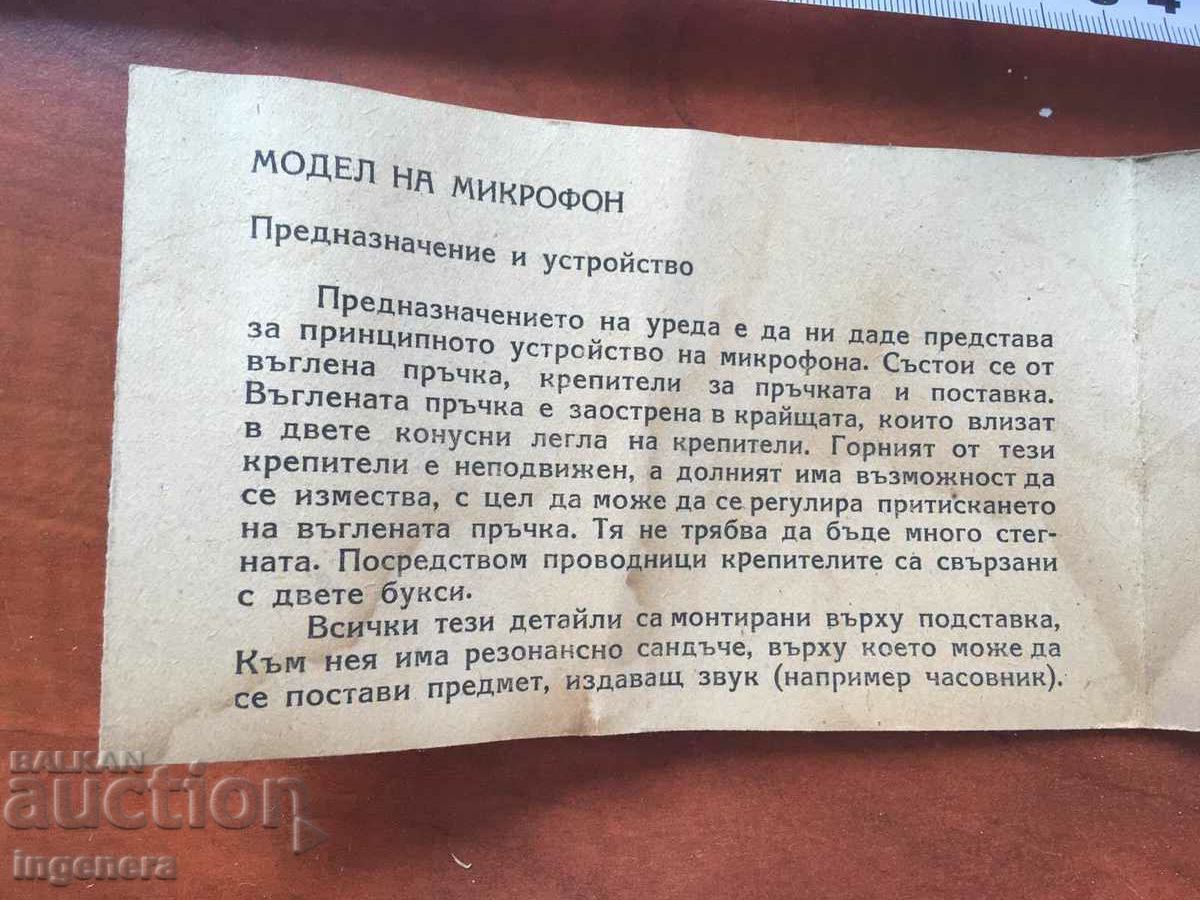 МОДЕЛ НА МИКРОФОН
Предназначение и устройство
Предназначението на уреда е да ни даде представа
за принципното устройство на микрофона. Състои се от
въглена пръчка, крепители за пръчката и поставка.
Въглената пръчка е заострена в крайщата, които влизат
в двете конусни легла на крепители. Горният от тези
крепители е неподвижен, а долният има възможност да
се измества, с цел да може да се регулира притискането
на въглената пръчка. Тя не трябва да бъде много стег-
ната. Посредством проводници крепителите са свързани
с двете букси.
Всички тези детайли са монтирани върху подставка,
Към нея има резонансно сандъче, върху което може да
се постави предмет, издаващ звук (например часовник).
BALKAN
auction
ingenera